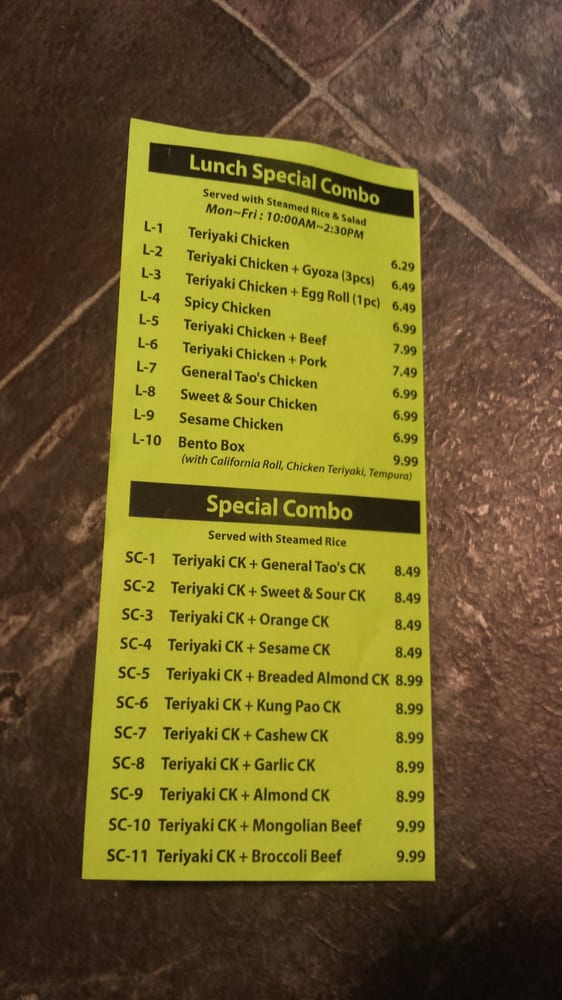 Lunch Special Combo
Served with Steamed Rice & Salad
Mon~Fri : 10:00AM~2:30PM
L-1 Teriyaki Chicken 6.29
L-2 Teriyaki Chicken + Gyoza (3pcs) 6.49
L-3 Teriyaki Chicken + Egg Roll (1pc) 6.49
L-4 Spicy Chicken 6.99
L-5 Teriyaki Chicken + Beef 7.99
L-6 Teriyaki Chicken + Pork 7.49
L-7 General Tao's Chicken 6.99
L-8 Sweet & Sour Chicken 6.99
L-9 Sesame Chicken 6.99
L-10 Bento Box 9.99
(with California Roll, Chicken Teriyaki, Tempura)
Special Combo
Served with Steamed Rice
SC-1 Teriyaki CK + General Tao's CK 8.49
SC-2 Teriyaki CK + Sweet & Sour CK 8.49
SC-3 Teriyaki CK + Orange CK 8.49
SC-4 Teriyaki CK + Sesame CK 8.49
SC-5 Teriyaki CK + Breaded Almond CK 8.99
SC-6 Teriyaki CK + Kung Pao CK 8.99
SC-7 Teriyaki CK + Cashew CK 8.99
SC-8 Teriyaki CK + Garlic CK 8.99
SC-9 Teriyaki CK + Almond CK 8.99
SC-10 Teriyaki CK + Mongolian Beef 9.99
SC-11 Teriyaki CK + Broccoli Beef 9.99